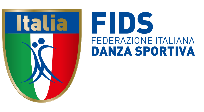 Italia
FIDS
FEDERAZIONE ITALIANA
DANZA SPORTIVA